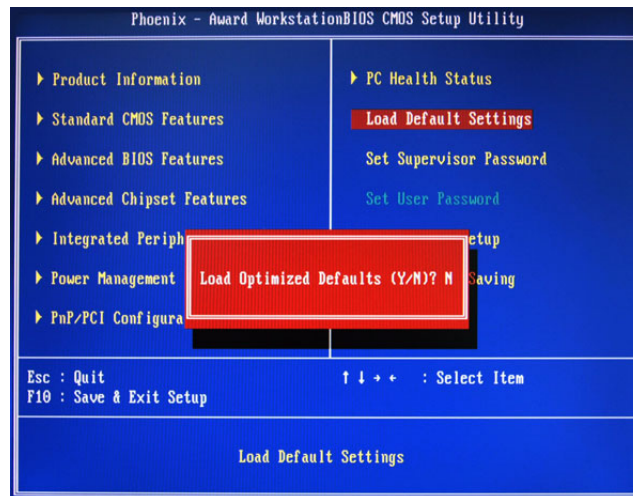 Phoenix - Award WorkstationBIOS CMOS Setup Utility
Product Information
Standard CMOS Features
Advanced BIOS Features
Advanced Chipset Features
Integrated Periph
Power Management
PnP/PCI Configura
PC Health Status
Load Default Settings
Set Supervisor Password
Set User Password
etup
Saving
Load Optimized Defaults (Y/N)? N
Esc : Quit
F10 : Save & Exit Setup
↑ ↓ → ← : Select Item
Load Default Settings